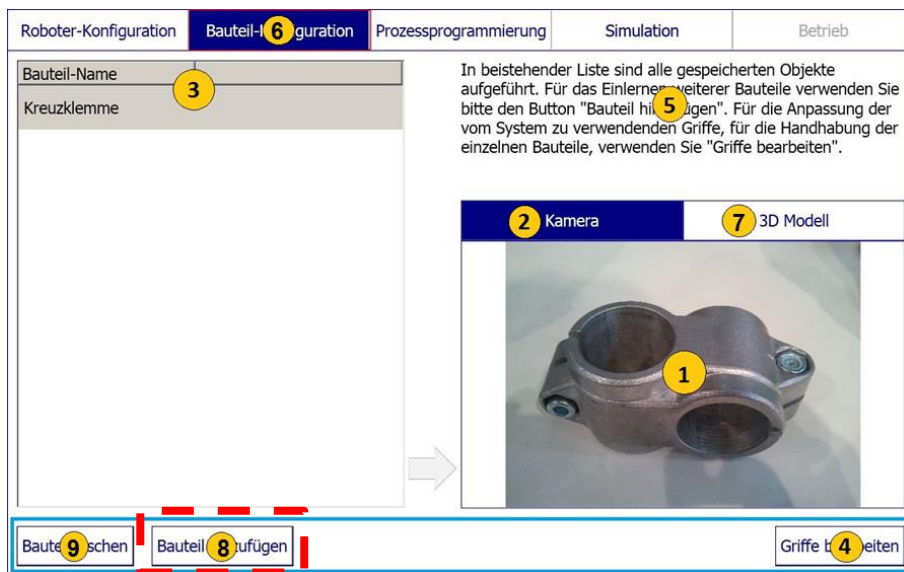 Roboter-Konfiguration
Bauteil- 6 guration
Prozessprogrammierung
Simulation
Betrieb
Bauteil-Name
3
Kreuzklemme
In beistehender Liste sind alle gespeicherten Objekte
aufgeführt. Für das Einlernen weiterer Bauteile verwenden Sie
bitte den Button "Bauteil hi 5 ügen". Für die Anpassung der
vom System zu verwendenden Griffe, für die Handhabung der
einzelnen Bauteile, verwenden Sie "Griffe bearbeiten".
2 Kamera
7 3D Modell
1
Baute 9 schen
Bauteil 8 zufügen
Griffe b 4 eiten